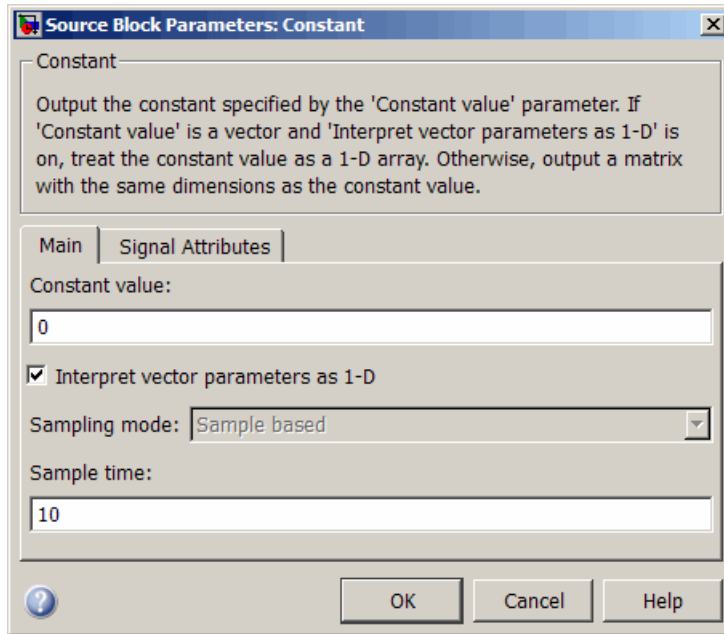 Source Block Parameters: Constant
Constant
Output the constant specified by the 'Constant value' parameter. If
'Constant value' is a vector and 'Interpret vector parameters as 1-D' is
on, treat the constant value as a 1-D array. Otherwise, output a matrix
with the same dimensions as the constant value.
Main Signal Attributes
Constant value:
0
Interpret vector parameters as 1-D
Sampling mode: Sample based
Sample time:
10
? OK Cancel Help